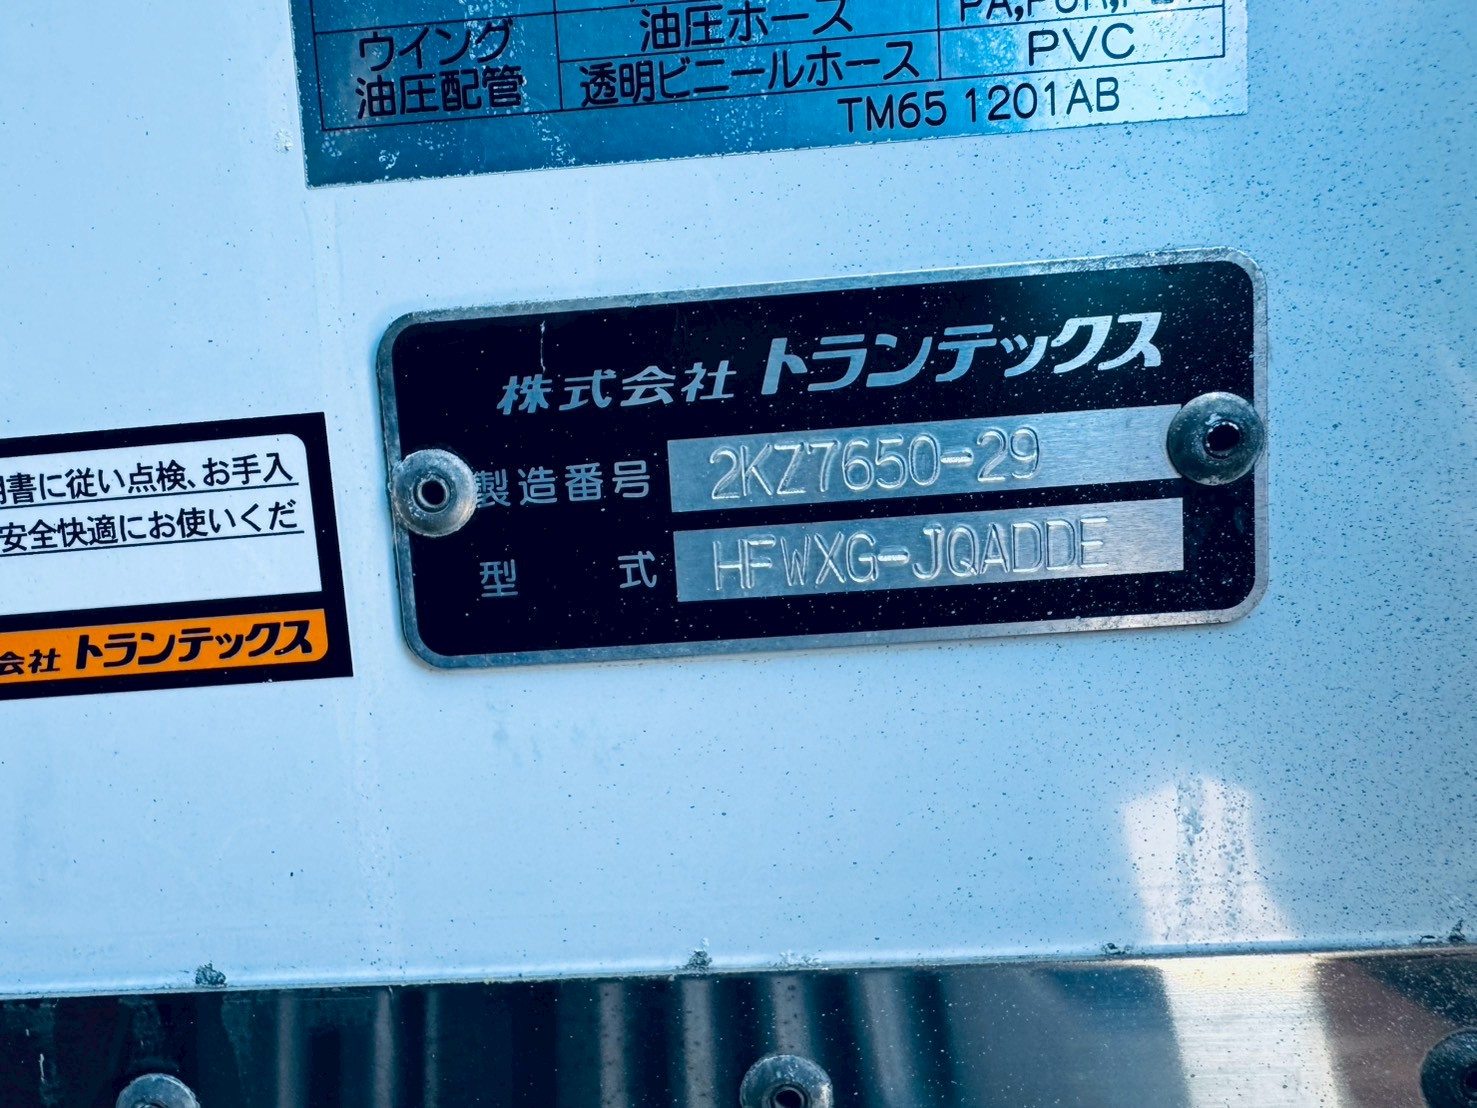 ウイング
油圧配管
油圧ホース
透明ビニールホース
PVC
TM65 1201AB
株式会社 トランテックス
製造番号 2KZ7650-29
型 式 HFWXG-JQADDE
書に従い点検、お手入
安全快適にお使いくだ
会社 トランテックス